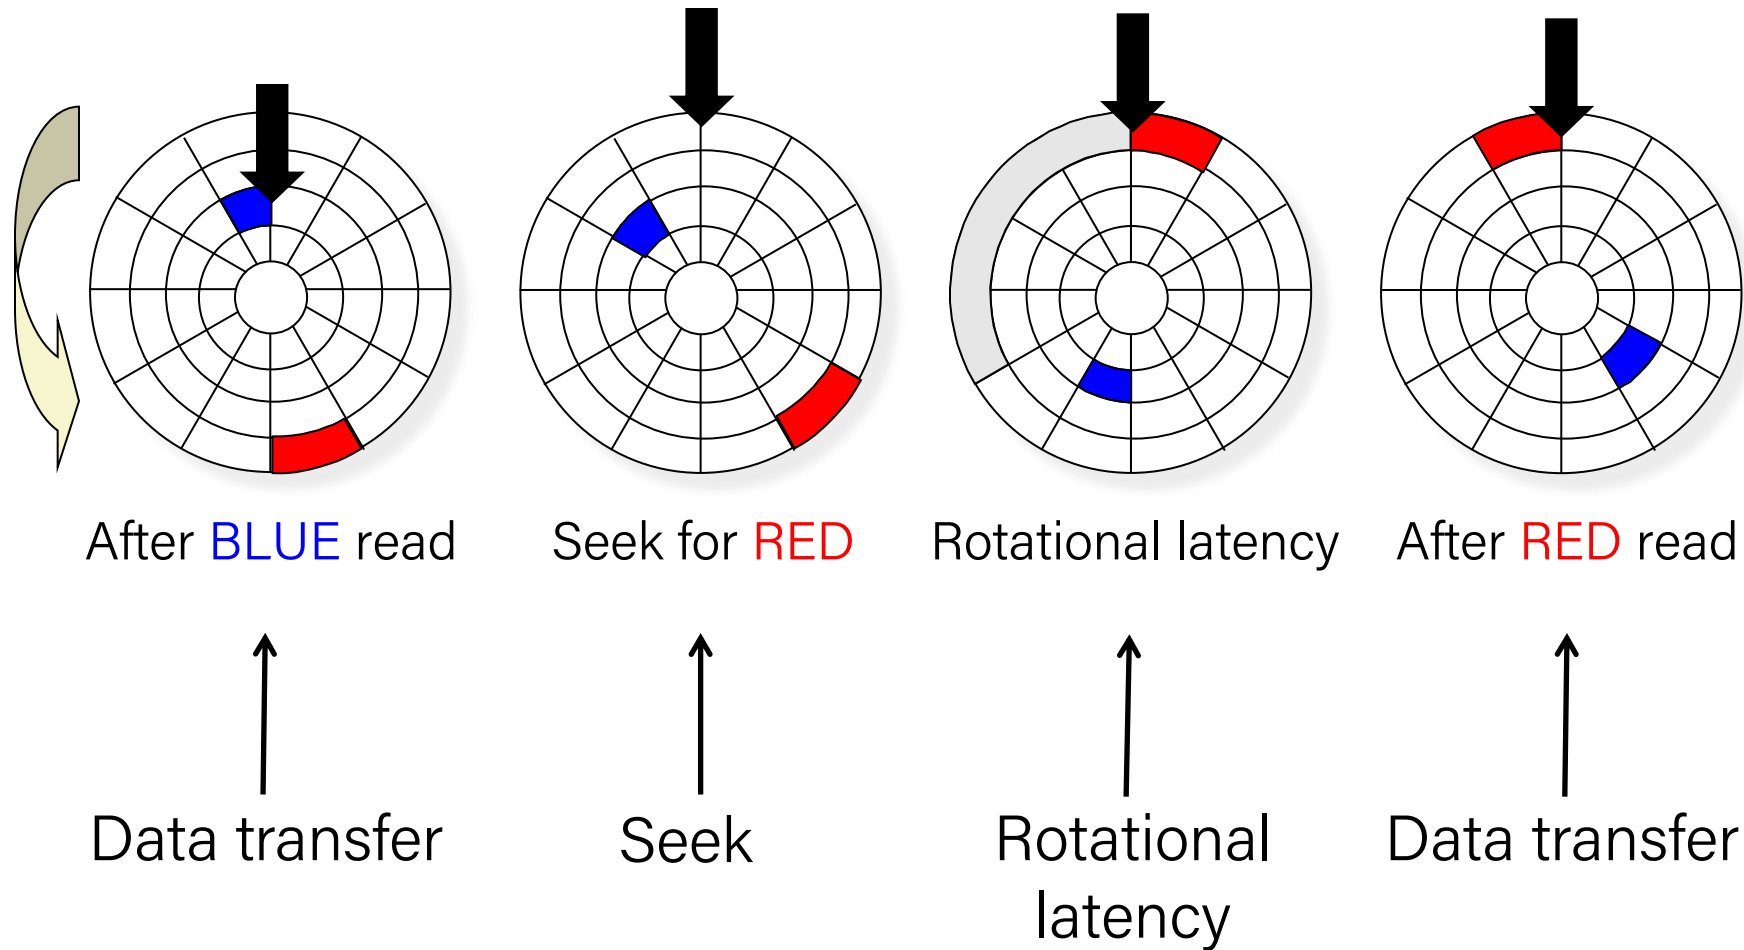 After BLUE read
Seek for RED
Rotational latency
After RED read
Data transfer
Seek
Rotational
latency
Data transfer